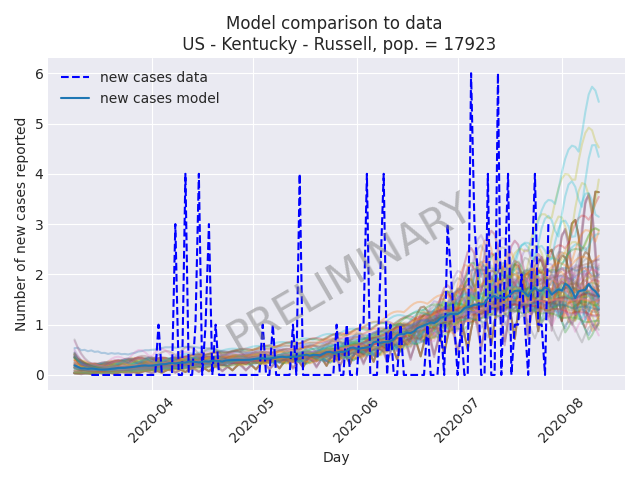 Model comparison to data
US - Kentucky - Russell, pop. = 17923
new cases data
new cases model
Number of new cases reported
6
5
4
3
2
1
0
PRELIMINARY
2020-04
2020-05
2020-06
2020-07
2020-08
Day